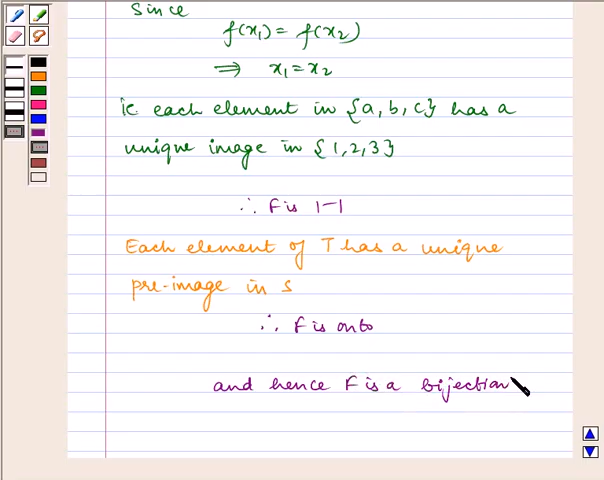 Since
f(x₁) = f(x₂)
⇒ x₁ = x₂
ie. each element in {a, b, c} has a
unique image in {1, 2, 3}
∴ F is 1-1
Each element of T has a unique
pre-image in S
∴ F is onto
and hence F is a bijection